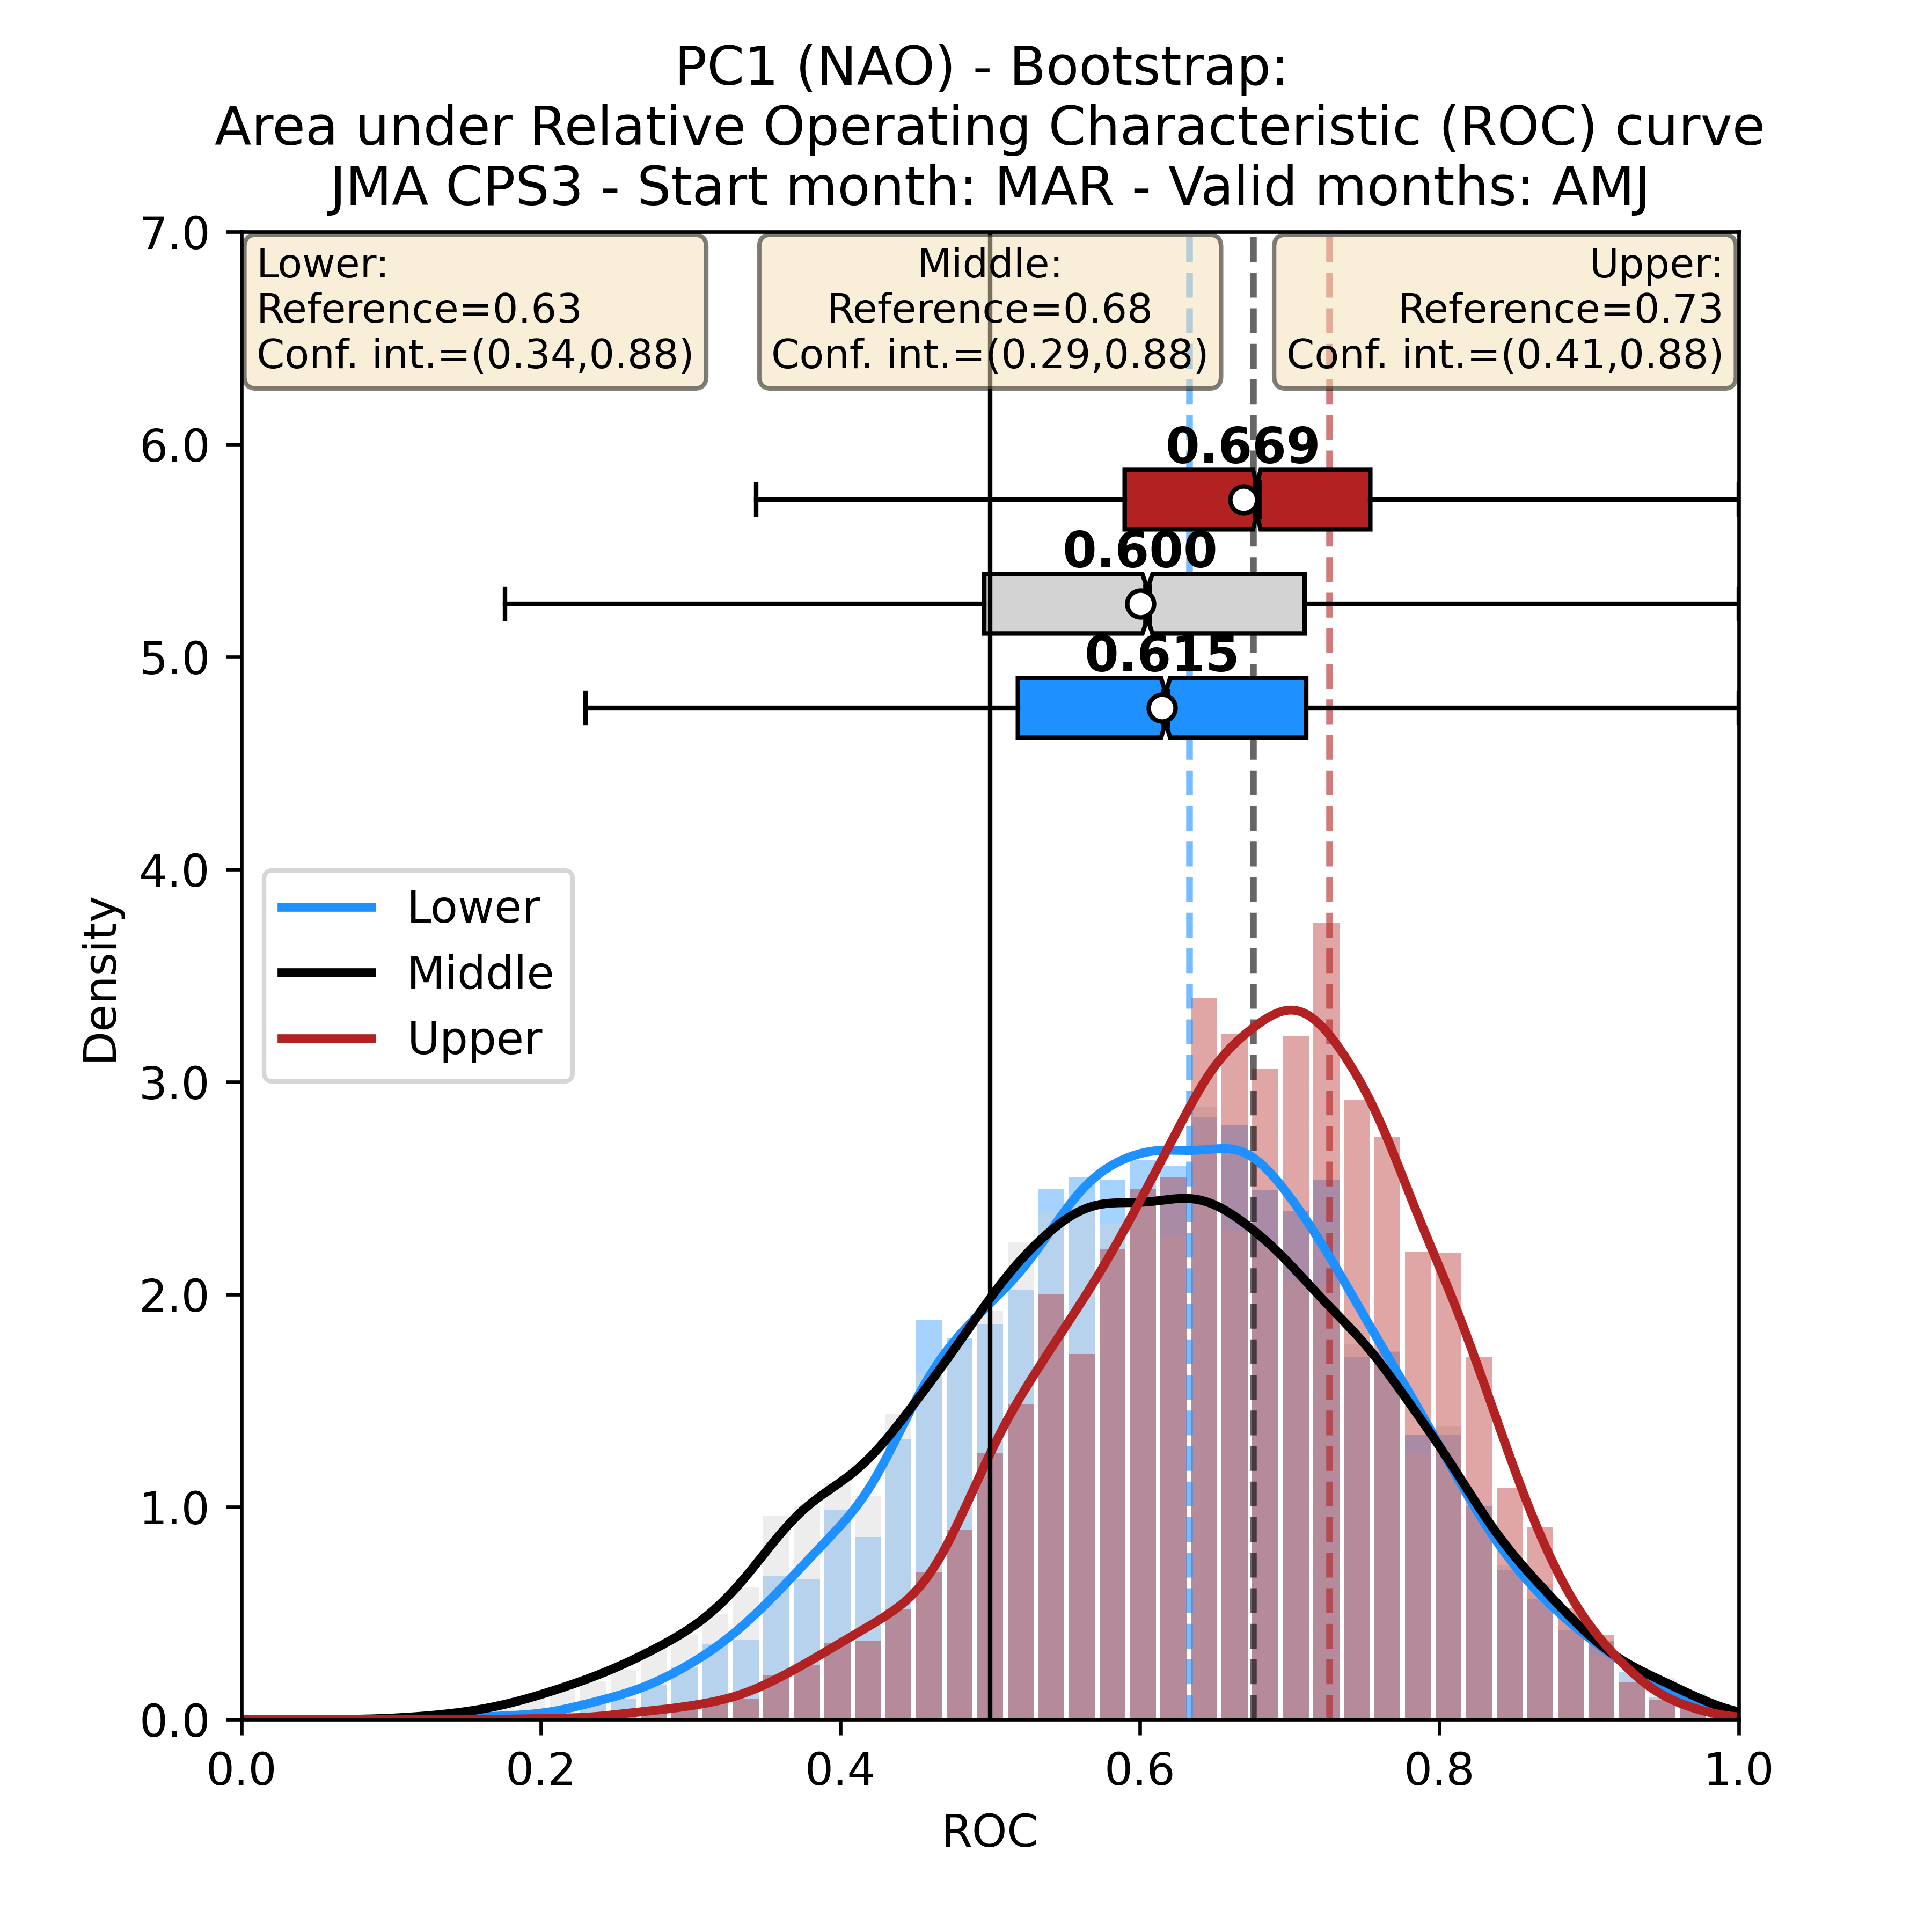 PC1 (NAO) - Bootstrap:
Area under Relative Operating Characteristic (ROC) curve
JMA CPS3 - Start month: MAR - Valid months: AMJ
Lower:
Reference=0.63
Conf. int.=(0.34,0.88)
Middle:
Reference=0.68
Conf. int.=(0.29,0.88)
Upper:
Reference=0.73
Conf. int.=(0.41,0.88)
0.669
0.600
0.615
7.0
6.0
5.0
4.0
3.0
2.0
1.0
0.0
Density
Lower
Middle
Upper
0.0 0.2 0.4 0.6 0.8 1.0
ROC